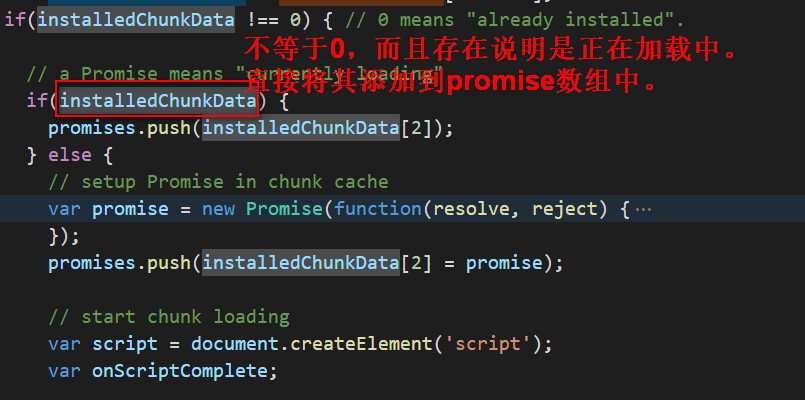 if(installedChunkData !== 0) { // 0 means "already installed".
不等于0，而且存在说明是正在加载中。
// a Promise means "currently loading".
直接将其添加到promise数组中。
if(installedChunkData) {
promises.push(installedChunkData[2]);
} else {
// setup Promise in chunk cache
var promise = new Promise(function(resolve, reject) {…
});
promises.push(installedChunkData[2] = promise);
// start chunk loading
var script = document.createElement('script');
var onScriptComplete;